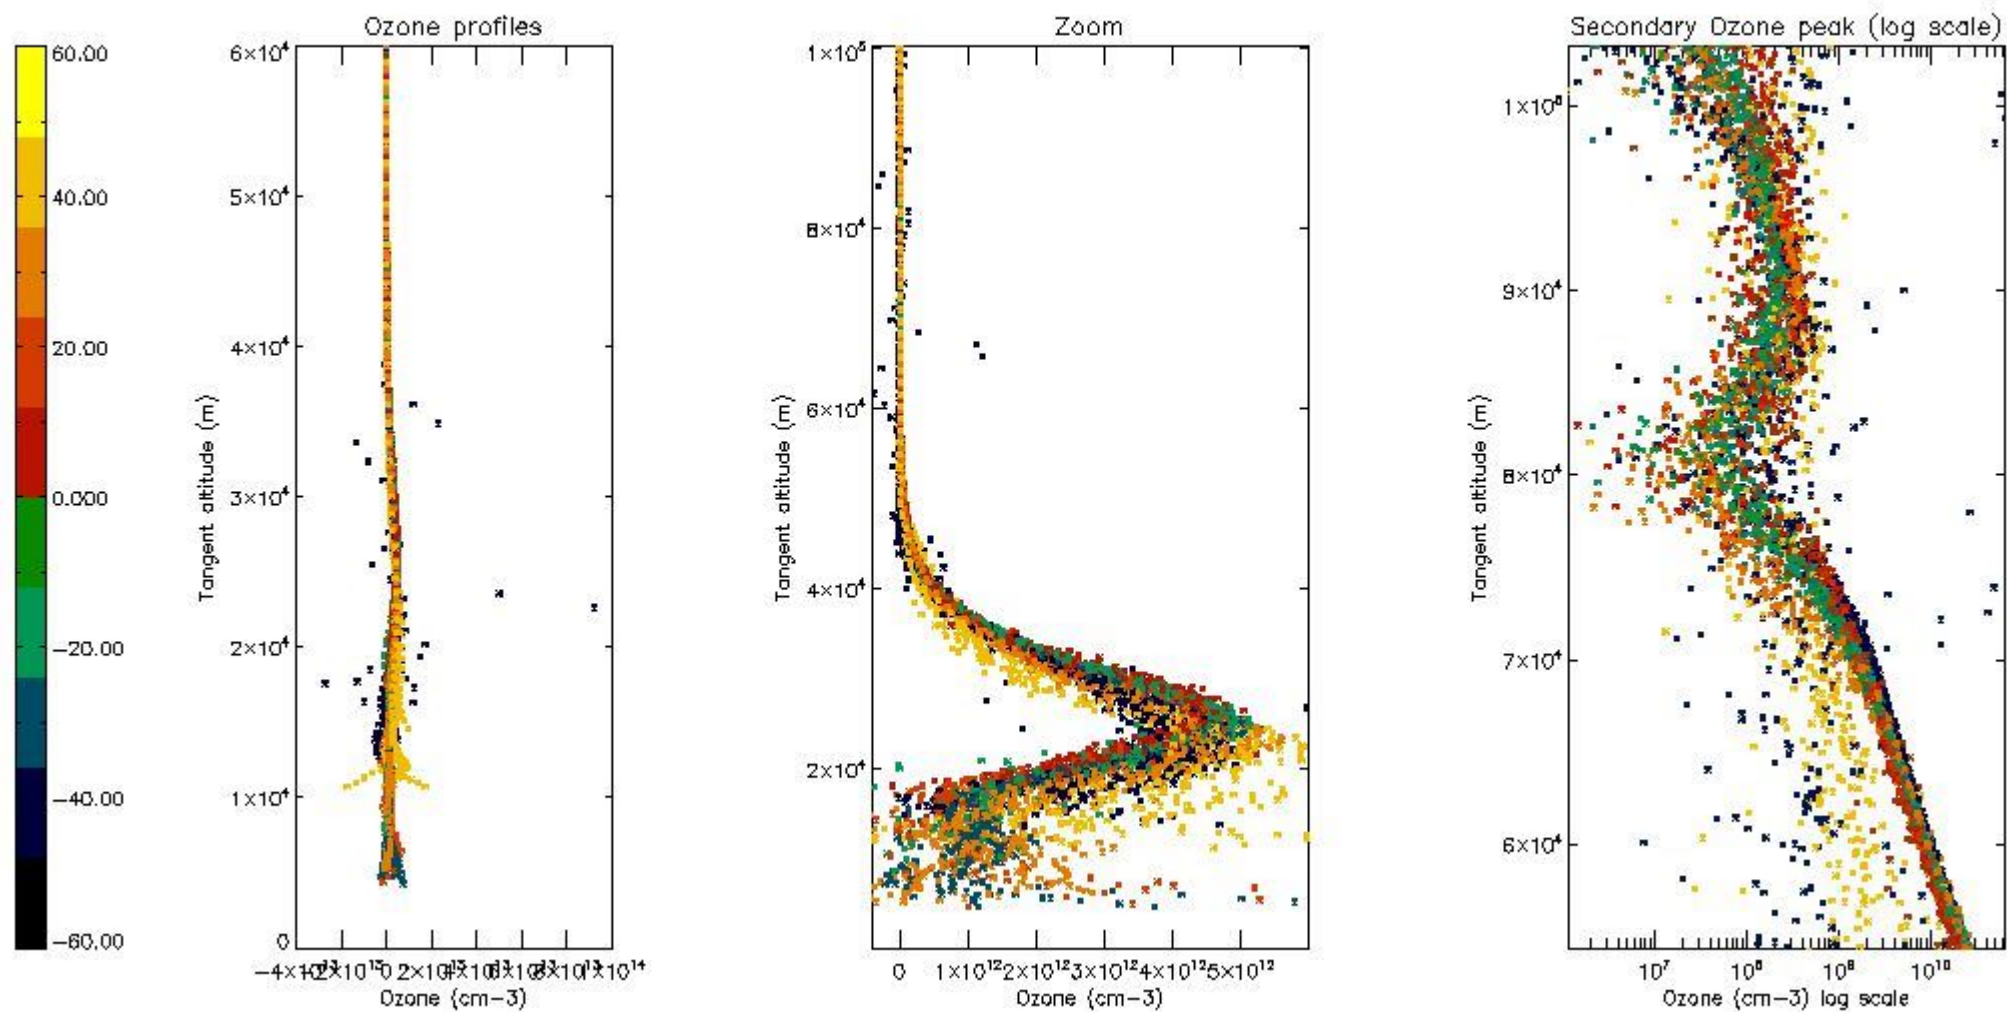 Ozone profiles
Zoom
Secondary Ozone peak (log scale)
60.00
40.00
20.00
0.000
−20.00
−40.00
−60.00
6×10⁴
5×10⁴
4×10⁴
3×10⁴
2×10⁴
1×10⁴
0
Tangent altitude (m)
Ozone (cm−3)
1×10⁵
8×10⁴
6×10⁴
4×10⁴
2×10⁴
Tangent altitude (m)
0 1×10¹² 2×10¹² 3×10¹² 4×10¹² 5×10¹²
Ozone (cm−3)
9×10⁴
8×10⁴
7×10⁴
6×10⁴
Tangent altitude (m)
10⁷ 10⁸ 10⁹ 10¹⁰
Ozone (cm−3) log scale